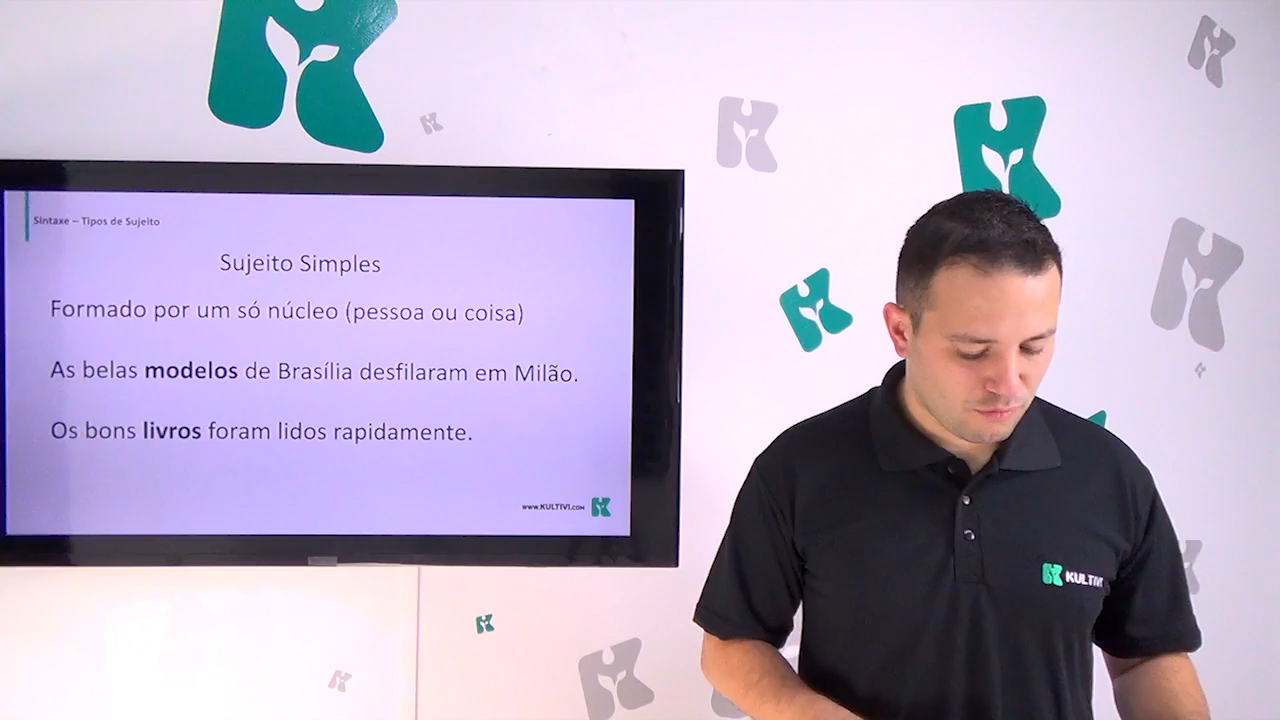 Sintaxe – Tipos de Sujeito
Sujeito Simples
Formado por um só núcleo (pessoa ou coisa)
As belas modelos de Brasília desfilaram em Milão.
Os bons livros foram lidos rapidamente.
www.KULTIVI.com
KULTIVI